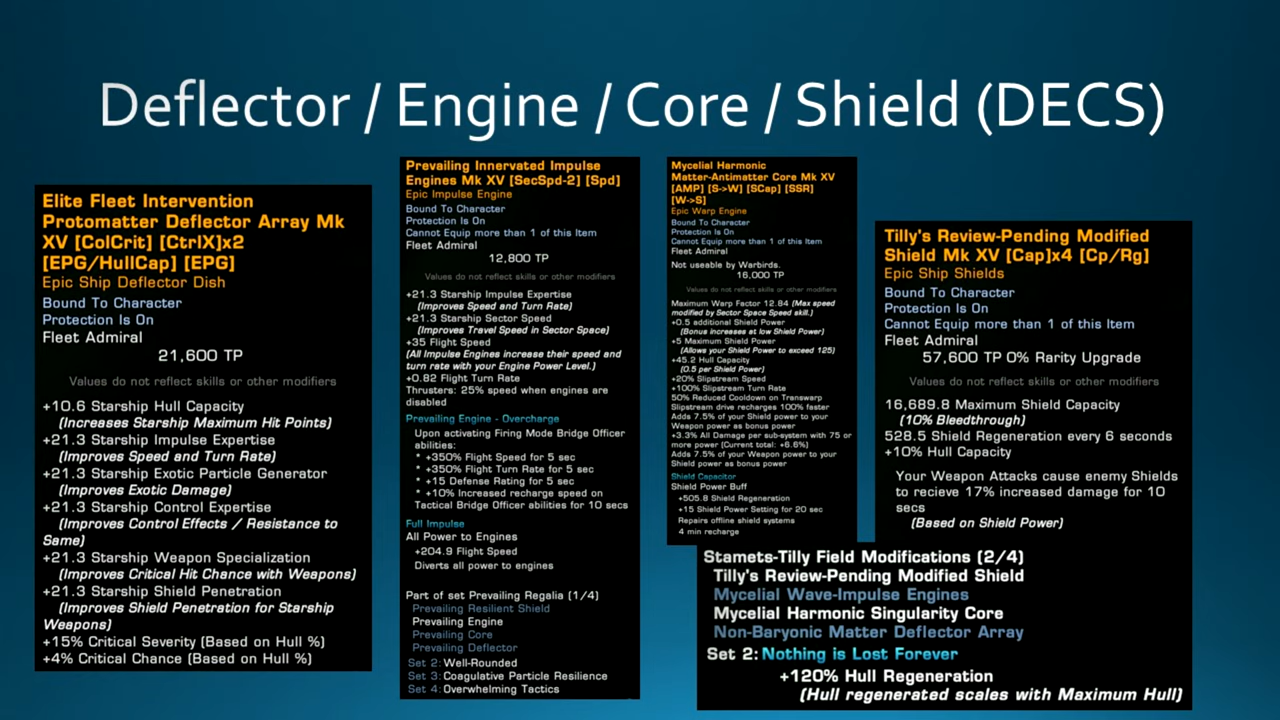 Deflector / Engine / Core / Shield (DECS)
Elite Fleet Intervention
Protomatter Deflector Array Mk
XV [ColCrit] [CtrlX]x2
[EPG/HullCap] [EPG]
Epic Ship Deflector Dish
Bound To Character
Protection Is On
Fleet Admiral
21,600 TP
Values do not reflect skills or other modifiers
+10.6 Starship Hull Capacity
(Increases Starship Maximum Hit Points)
+21.3 Starship Impulse Expertise
(Improves Speed and Turn Rate)
+21.3 Starship Exotic Particle Generator
(Improves Exotic Damage)
+21.3 Starship Control Expertise
(Improves Control Effects / Resistance to
Same)
+21.3 Starship Weapon Specialization
(Improves Critical Hit Chance with Weapons)
+21.3 Starship Shield Penetration
(Improves Shield Penetration for Starship
Weapons)
+15% Critical Severity (Based on Hull %)
+4% Critical Chance (Based on Hull %)
Prevailing Innervated Impulse
Engines Mk XV [SecSpd-2] [Spd]
Epic Impulse Engine
Bound To Character
Protection Is On
Cannot Equip more than 1 of this Item
Fleet Admiral
12,800 TP
Values do not reflect skills or other modifiers
+21.3 Starship Impulse Expertise
(Improves Speed and Turn Rate)
+21.3 Starship Sector Speed
(Improves Travel Speed in Sector Space)
+35 Flight Speed
(All Impulse Engines increase their speed and
turn rate with your Engine Power Level.)
+0.82 Flight Turn Rate
Thrusters: 25% speed when engines are
disabled
Prevailing Engine - Overcharge
Upon activating Firing Mode Bridge Officer
abilities:
* +350% Flight Speed for 5 sec
* +350% Flight Turn Rate for 5 sec
* +15 Defense Rating for 5 sec
* +10% Increased recharge speed on
Tactical Bridge Officer abilities for 10 secs
Full Impulse
All Power to Engines
+204.9 Flight Speed
Diverts all power to engines
Part of set Prevailing Regalia (1/4)
Prevailing Resilient Shield
Prevailing Engine
Prevailing Core
Prevailing Deflector
Set 2: Well-Rounded
Set 3: Coagulative Particle Resilience
Set 4: Overwhelming Tactics
Mycelial Harmonic
Matter-Antimatter Core Mk XV
[AMP] [S->W] [SCap] [SSR]
[W->S]
Epic Warp Engine
Bound To Character
Protection Is On
Cannot Equip more than 1 of this Item
Fleet Admiral
Not useable by Warbirds.
16,000 TP
Values do not reflect skills or other modifiers
Maximum Warp Factor 12.84 (Max speed
modified by Sector Space Speed skill.)
+0.5 additional Shield Power
(Bonus increases at low Shield Power)
+5 Maximum Shield Power
(Allows your Shield Power to exceed 125)
+45.2 Hull Capacity
(0.5 per Shield Power)
+20% Slipstream Speed
+100% Slipstream Turn Rate
50% Reduced Cooldown on Transwarp
Slipstream drive recharges 100% faster
Adds 7.5% of your Shield power to your
Weapon power as bonus power
+3.3% All Damage per sub-system with 75 or
more power (Current total: +6.6%)
Adds 7.5% of your Weapon power to your
Shield power as bonus power
Shield Capacitor
Shield Power Buff
+505.8 Shield Regeneration
+15 Shield Power Setting for 20 sec
Repairs offline shield systems
4 min recharge
Tilly's Review-Pending Modified
Shield Mk XV [Cap]x4 [Cp/Rg]
Epic Ship Shields
Bound To Character
Protection Is On
Cannot Equip more than 1 of this Item
Fleet Admiral
57,600 TP 0% Rarity Upgrade
Values do not reflect skills or other modifiers
16,689.8 Maximum Shield Capacity
(10% Bleedthrough)
528.5 Shield Regeneration every 6 seconds
+10% Hull Capacity
Your Weapon Attacks cause enemy Shields
to recieve 17% increased damage for 10
secs
(Based on Shield Power)
Stamets-Tilly Field Modifications (2/4)
Tilly's Review-Pending Modified Shield
Mycelial Wave-Impulse Engines
Mycelial Harmonic Singularity Core
Non-Baryonic Matter Deflector Array
Set 2: Nothing is Lost Forever
+120% Hull Regeneration
(Hull regenerated scales with Maximum Hull)